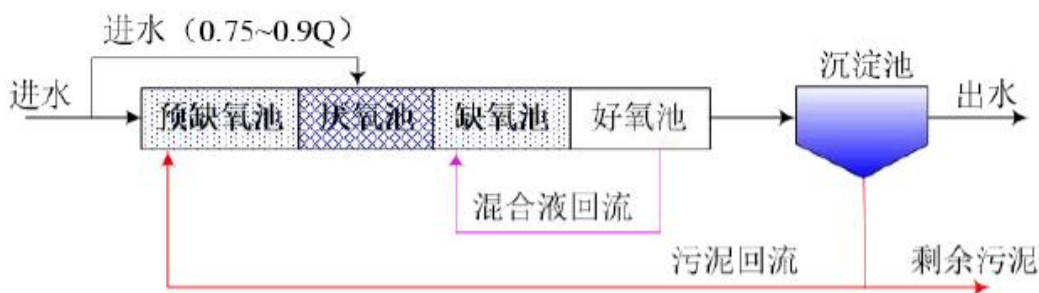 进水（0.75~0.9Q）
沉淀池
进水
预缺氧池
厌氧池
缺氧池
好氧池
出水
混合液回流
污泥回流
剩余污泥